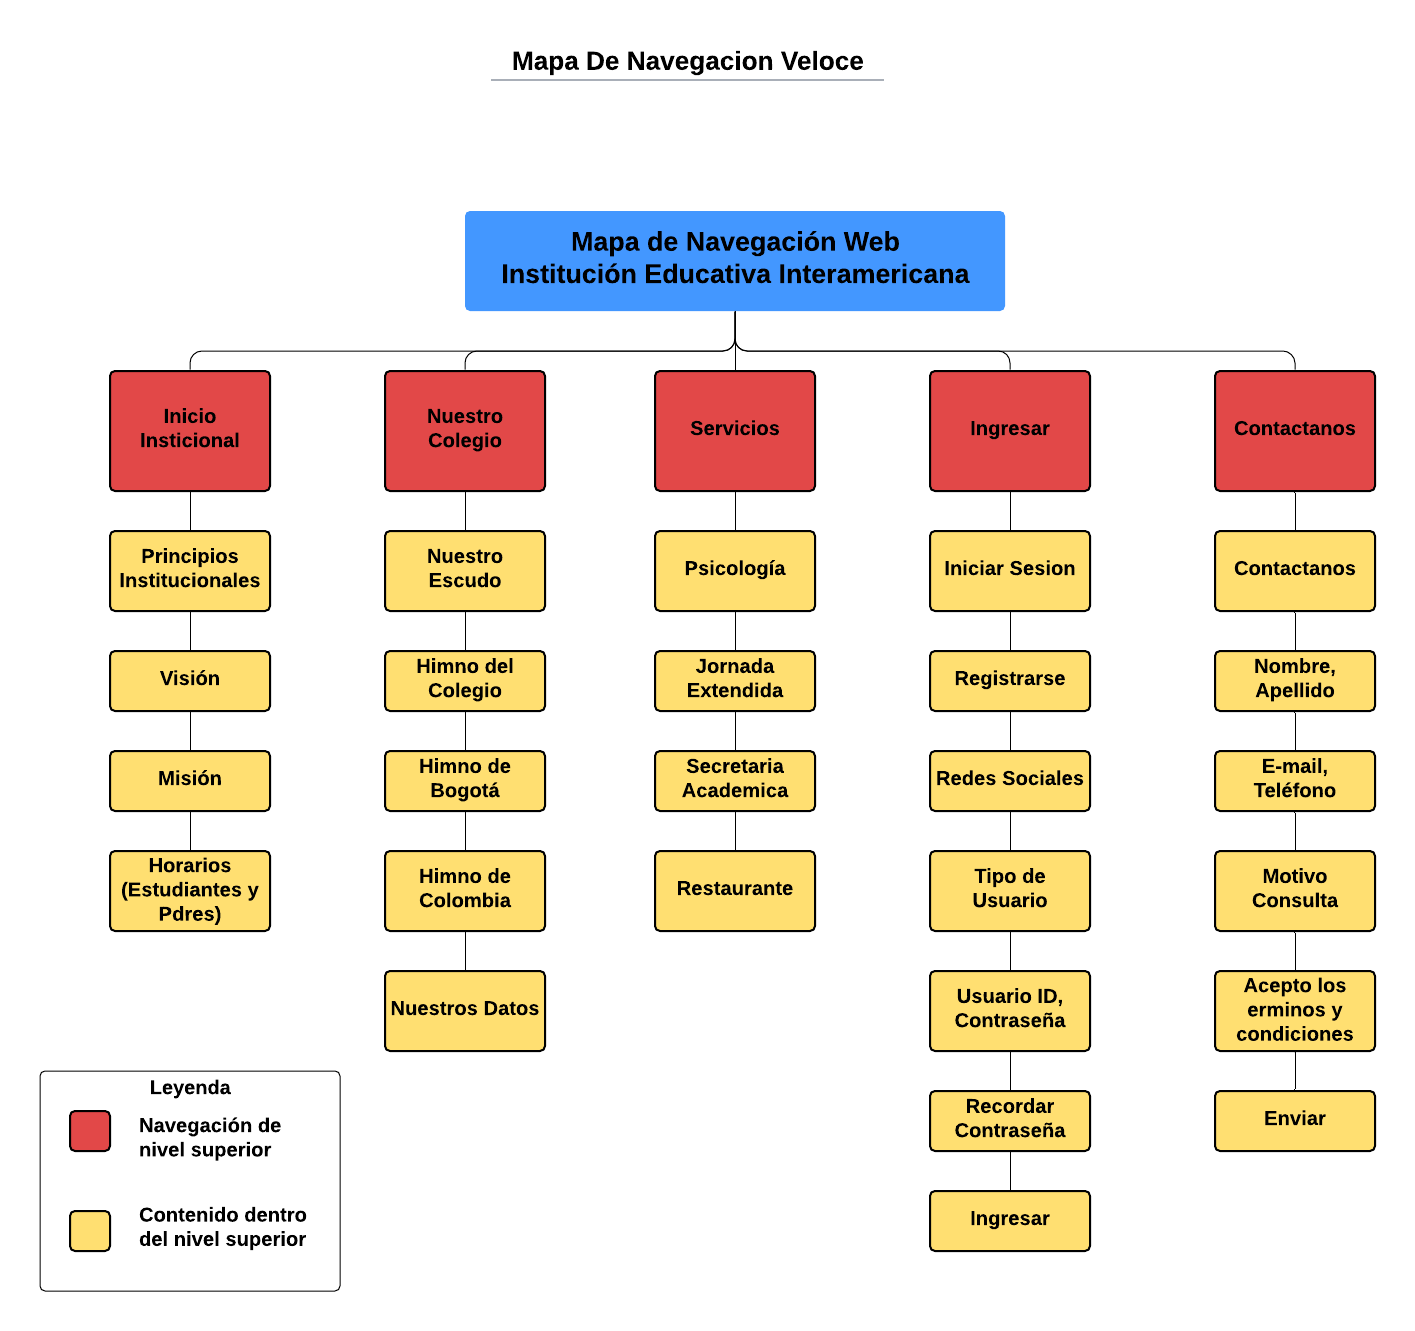 Mapa De Navegacion Veloce
Mapa de Navegación Web
Institución Educativa Interamericana
Inicio
Insticional
Principios
Institucionales
Visión
Misión
Horarios
(Estudiantes y
Pdres)
Nuestro
Colegio
Nuestro
Escudo
Himno del
Colegio
Himno de
Bogotá
Himno de
Colombia
Nuestros Datos
Servicios
Psicología
Jornada
Extendida
Secretaria
Academica
Restaurante
Ingresar
Iniciar Sesion
Registrarse
Redes Sociales
Tipo de
Usuario
Usuario ID,
Contraseña
Recordar
Contraseña
Ingresar
Contactanos
Contactanos
Nombre,
Apellido
E-mail,
Teléfono
Motivo
Consulta
Acepto los
erminos y
condiciones
Enviar
Leyenda
Navegación de
nivel superior
Contenido dentro
del nivel superior